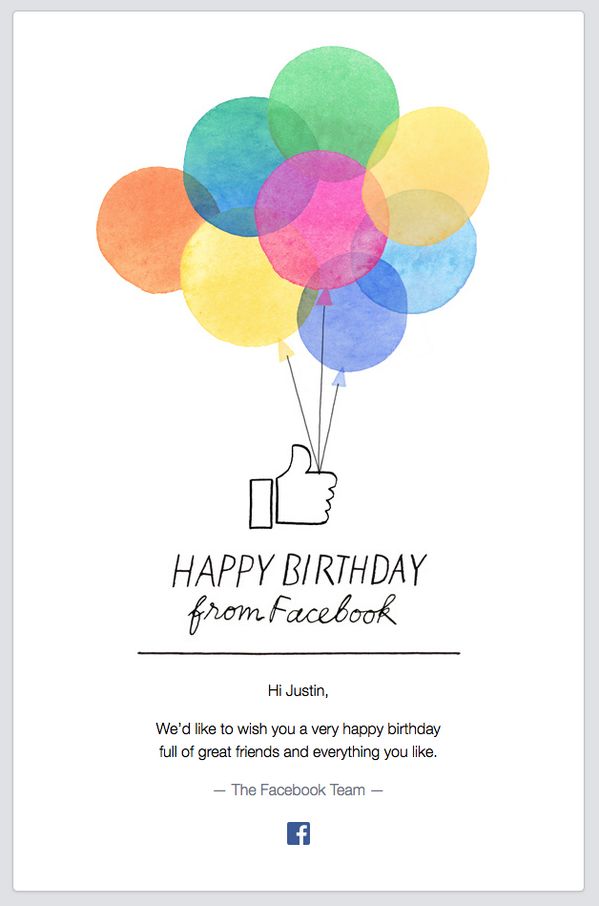 HAPPY BIRTHDAY
from Facebook
Hi Justin,
We’d like to wish you a very happy birthday
full of great friends and everything you like.
— The Facebook Team —
f